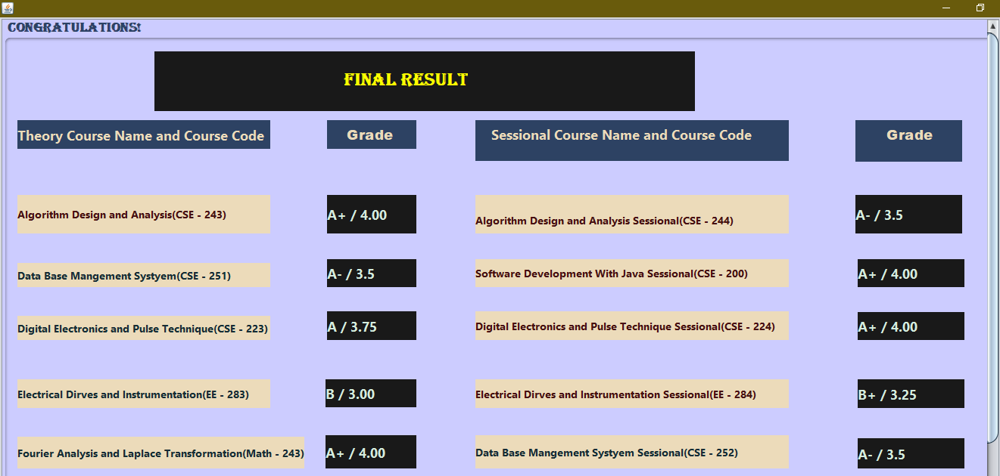 CONGRATULATIONS!
FINAL RESULT
Theory Course Name and Course Code Grade Sessional Course Name and Course Code Grade
Algorithm Design and Analysis(CSE - 243) A+ / 4.00 Algorithm Design and Analysis Sessional(CSE - 244) A- / 3.5
Data Base Mangement Systyem(CSE - 251) A- / 3.5 Software Development With Java Sessional(CSE - 200) A+ / 4.00
Digital Electronics and Pulse Technique(CSE - 223) A / 3.75 Digital Electronics and Pulse Technique Sessional(CSE - 224) A+ / 4.00
Electrical Dirves and Instrumentation(EE - 283) B / 3.00 Electrical Dirves and Instrumentation Sessional(EE - 284) B+ / 3.25
Fourier Analysis and Laplace Transformation(Math - 243) A+ / 4.00 Data Base Mangement Systyem Sessional(CSE - 252) A- / 3.5